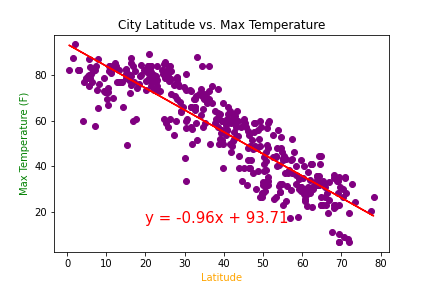 City Latitude vs. Max Temperature
Max Temperature (F)
80
60
40
20
y = -0.96x + 93.71
0 10 20 30 40 50 60 70 80
Latitude